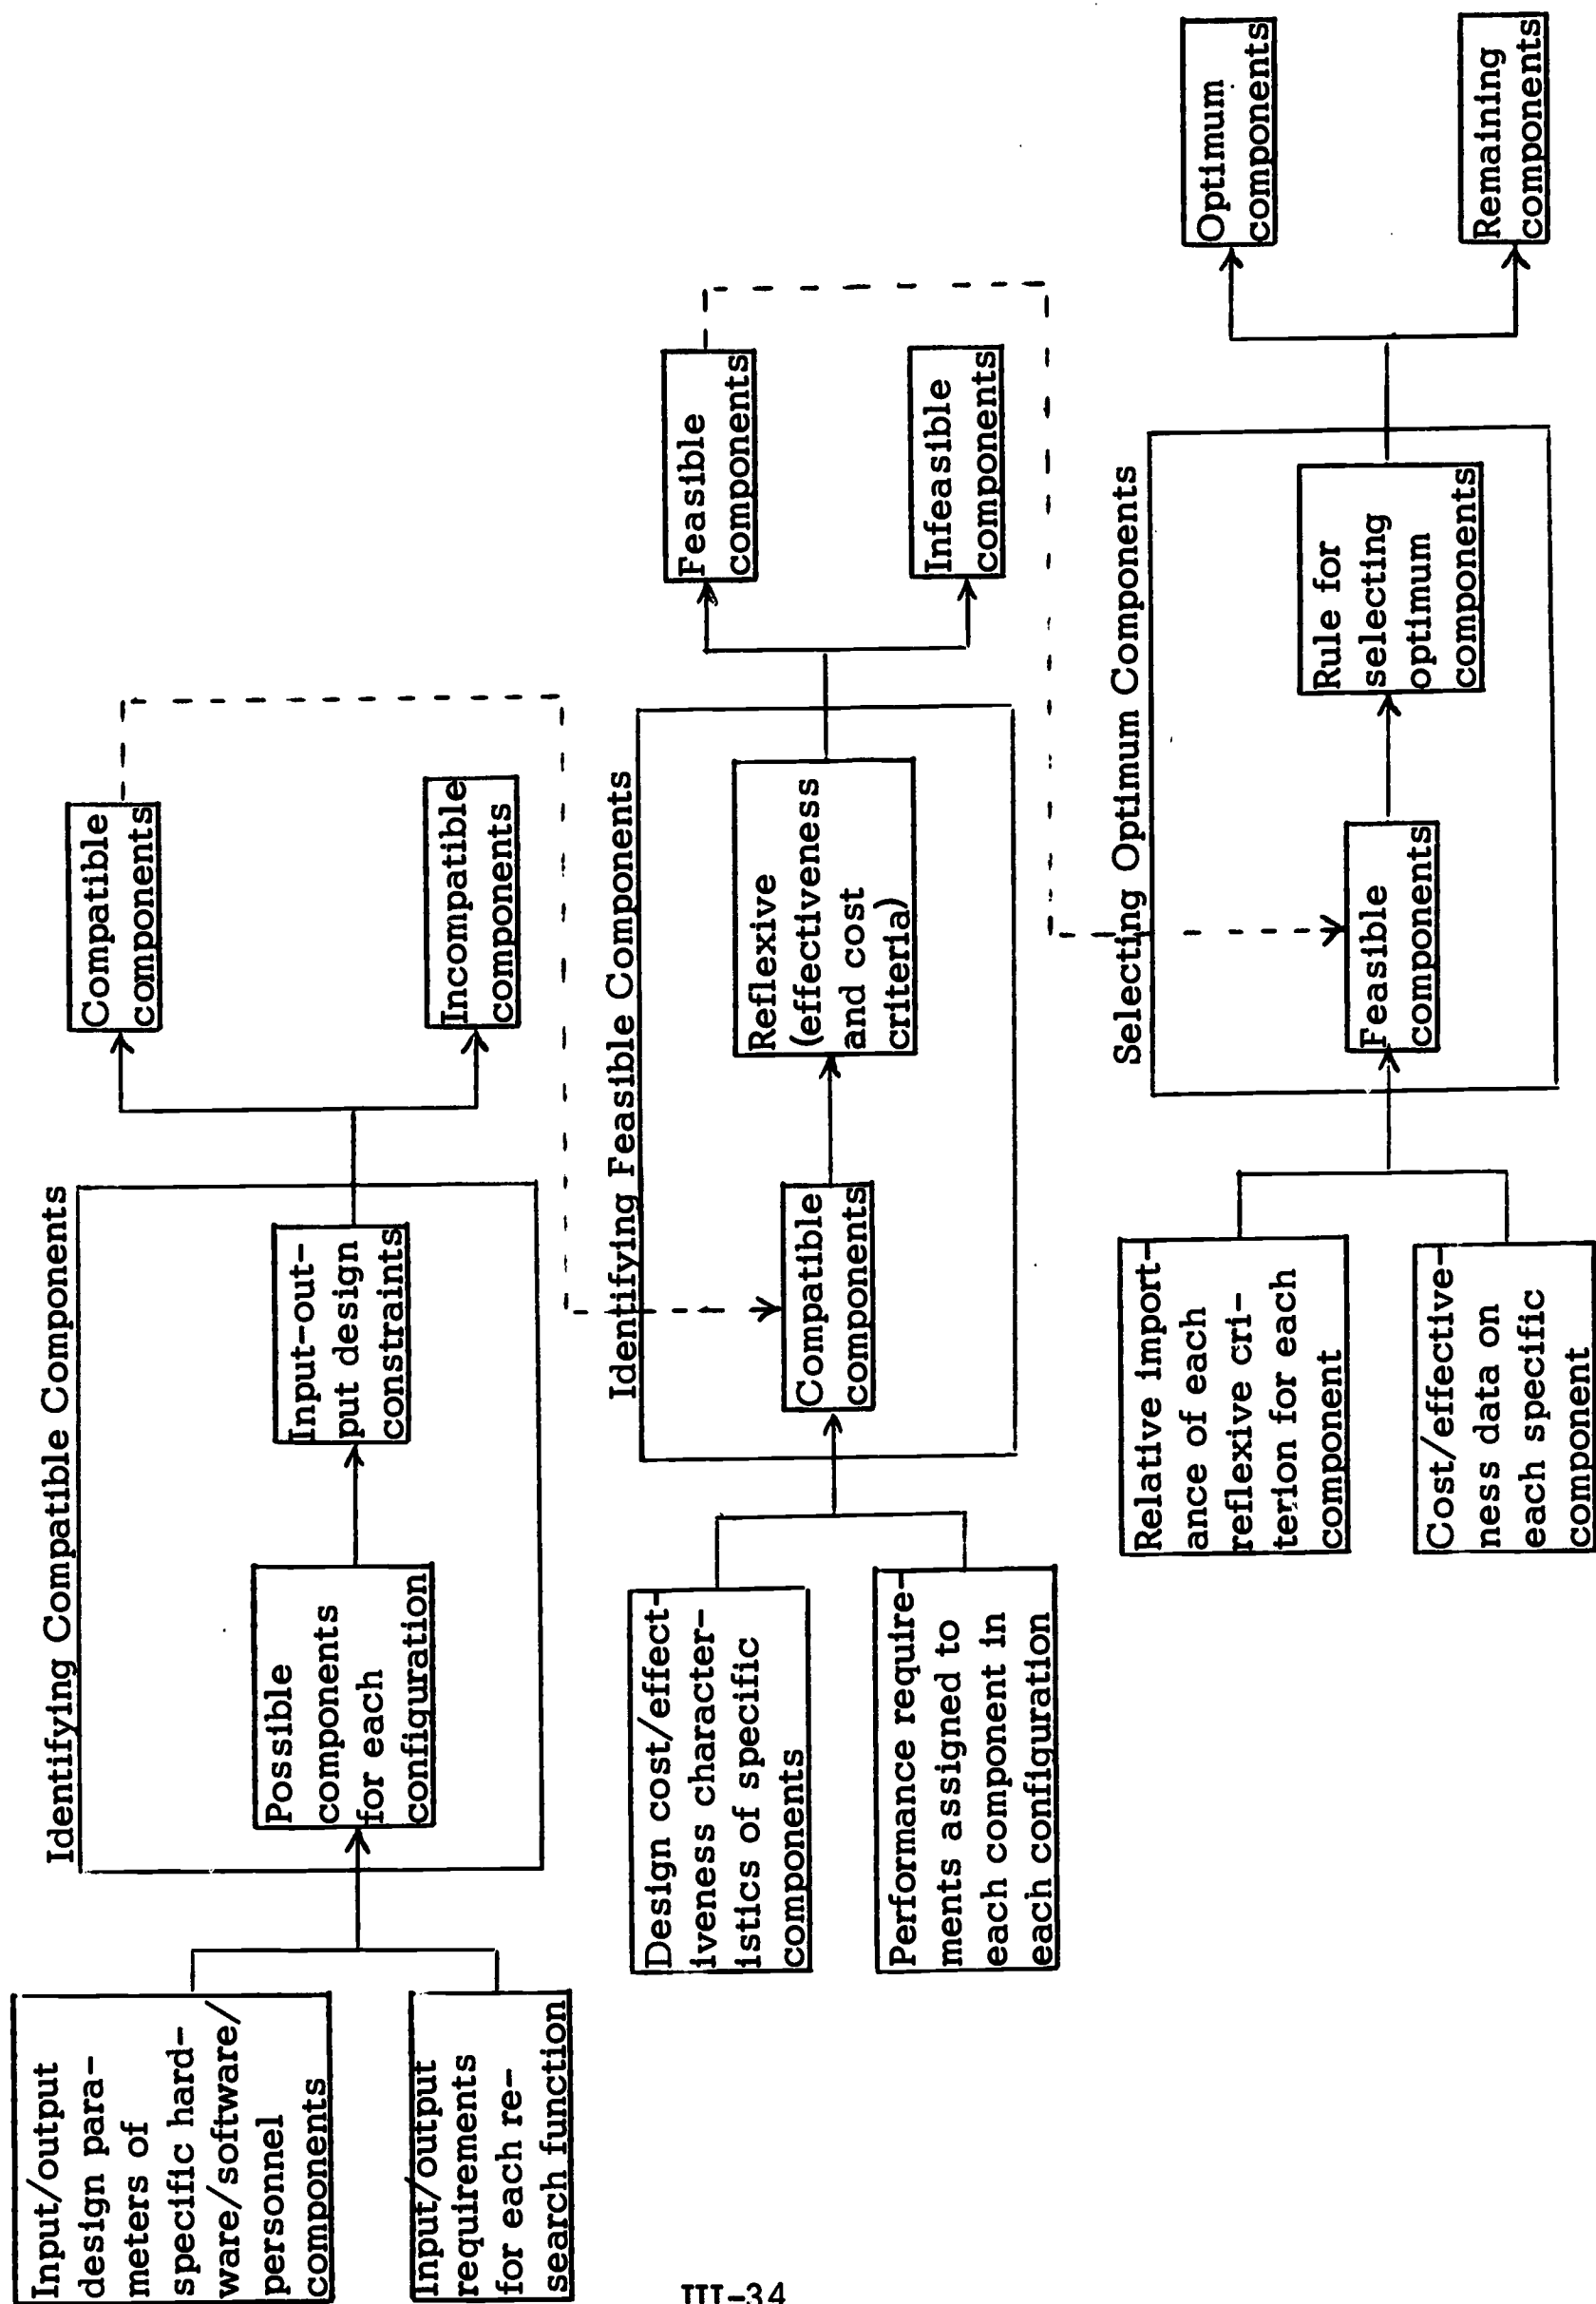 Identifying Compatible Components
Input/output
design para-
meters of
specific hard-
ware/software/
personnel
components
Input/output
requirements
for each re-
search function
Possible
components
for each
configuration
Input-out-
put design
constraints
Compatible
components
Incompatible
components
Identifying Feasible Components
Design cost/effect-
iveness character-
istics of specific
components
Performance require-
ments assigned to
each component in
each configuration
Compatible
components
Reflexive
(effectiveness
and cost
criteria)
Feasible
components
Infeasible
components
Selecting Optimum Components
Relative import-
ance of each
reflexive cri-
terion for each
component
Cost/effective-
ness data on
each specific
component
Feasible
components
Rule for
selecting
optimum
components
Optimum
components
Remaining
components
III-34